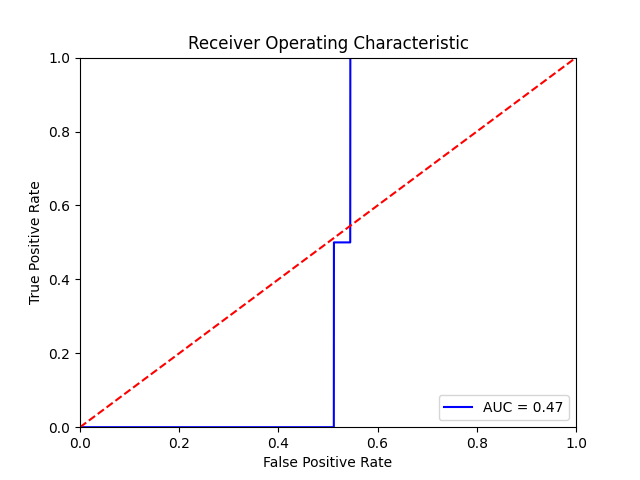 Receiver Operating Characteristic
True Positive Rate
1.0
0.8
0.6
0.4
0.2
0.0
AUC = 0.47
0.0 0.2 0.4 0.6 0.8 1.0
False Positive Rate